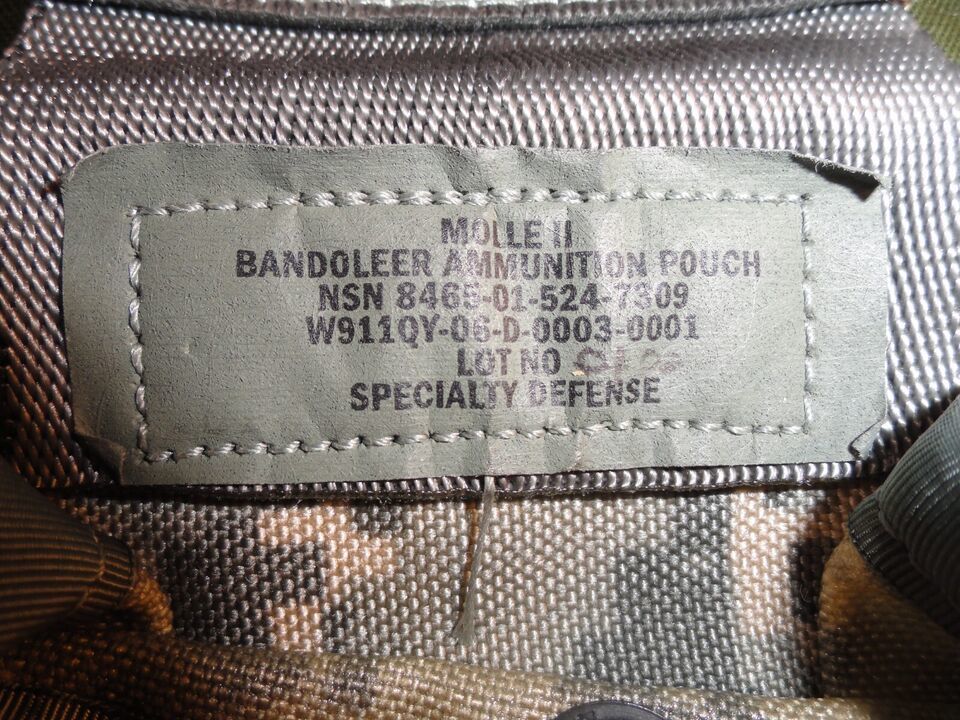 MOLLE II
BANDOLEER AMMUNITION POUCH
NSN 8465-01-524-7309
W911QY-06-D-0003-0001
LOT NO
SPECIALTY DEFENSE